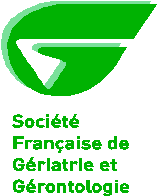 Société
Française de
Gériatrie et
Gérontologie